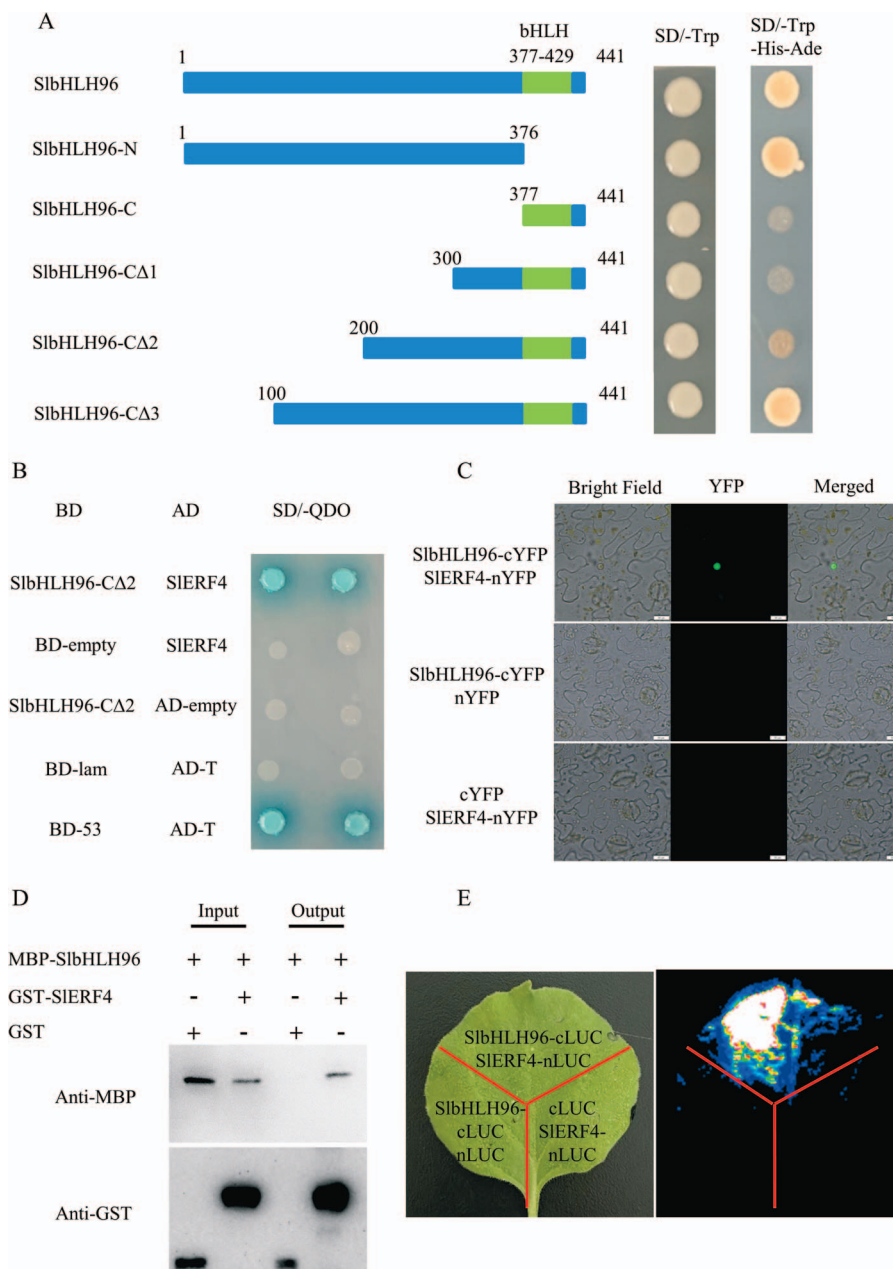 A
bHLH
SD/-Trp
SD/-Trp
-His-Ade
1
377-429
441
SlbHLH96
1
376
SlbHLH96-N
377
441
SlbHLH96-C
300
441
SlbHLH96-CΔ1
200
441
SlbHLH96-CΔ2
100
441
SlbHLH96-CΔ3
B
BD
AD
SD/-QDO
SlbHLH96-CΔ2
SlERF4
BD-empty
SlERF4
SlbHLH96-CΔ2
AD-empty
BD-lam
AD-T
BD-53
AD-T
C
Bright Field
YFP
Merged
SlbHLH96-cYFP
SlERF4-nYFP
SlbHLH96-cYFP
nYFP
cYFP
SlERF4-nYFP
D
Input
Output
MBP-SlbHLH96
+ + + +
GST-SlERF4
- + - +
GST
+ - + -
Anti-MBP
Anti-GST
E
SlbHLH96-cLUC
SlERF4-nLUC
SlbHLH96-
cLUC
nLUC
cLUC
SlERF4-
nLUC